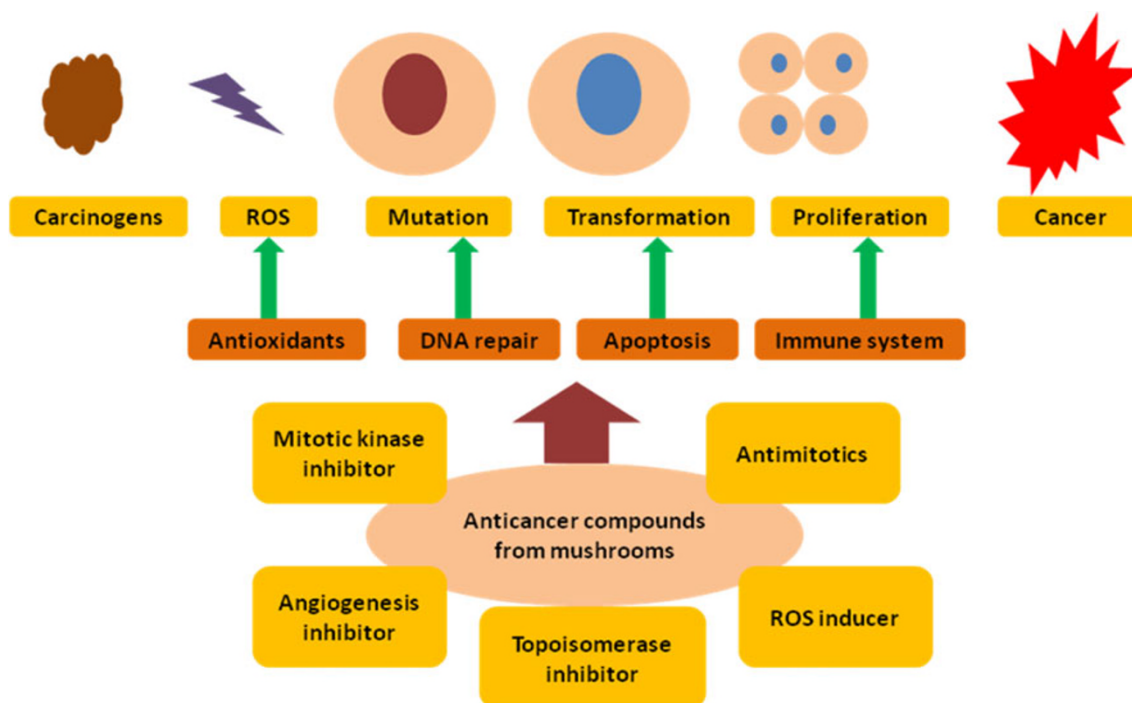 Carcinogens
ROS
Mutation
Transformation
Proliferation
Cancer
Antioxidants
DNA repair
Apoptosis
Immune system
Mitotic kinase
inhibitor
Antimitotics
Anticancer compounds
from mushrooms
Angiogenesis
inhibitor
Topoisomerase
inhibitor
ROS inducer